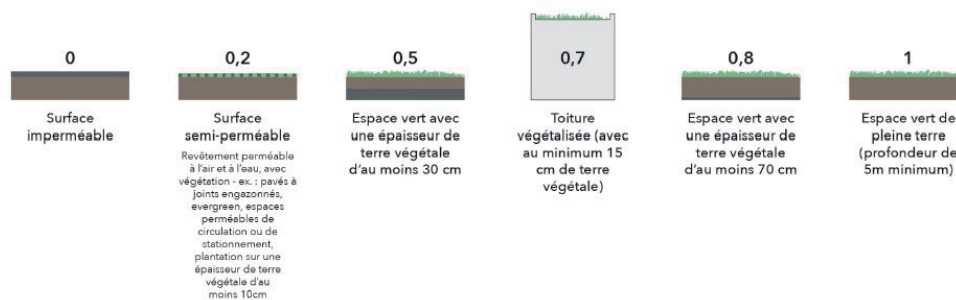 0
Surface
imperméable
0,2
Surface
semi-perméable
Revêtement perméable
à l'air et à l'eau, avec
végétation - ex. : pavés à
joints engazonnés,
evergreen, espaces
perméables de
circulation ou de
stationnement,
plantation sur une
épaisseur de terre
végétale d'au
moins 10cm
0,5
Espace vert avec
une épaisseur de
terre végétale
d'au moins 30 cm
0,7
Toiture
végétalisée (avec
au minimum 15
cm de terre
végétale)
0,8
Espace vert avec
une épaisseur de
terre végétale
d'au moins 70 cm
1
Espace vert de
pleine terre
(profondeur de
5m minimum)